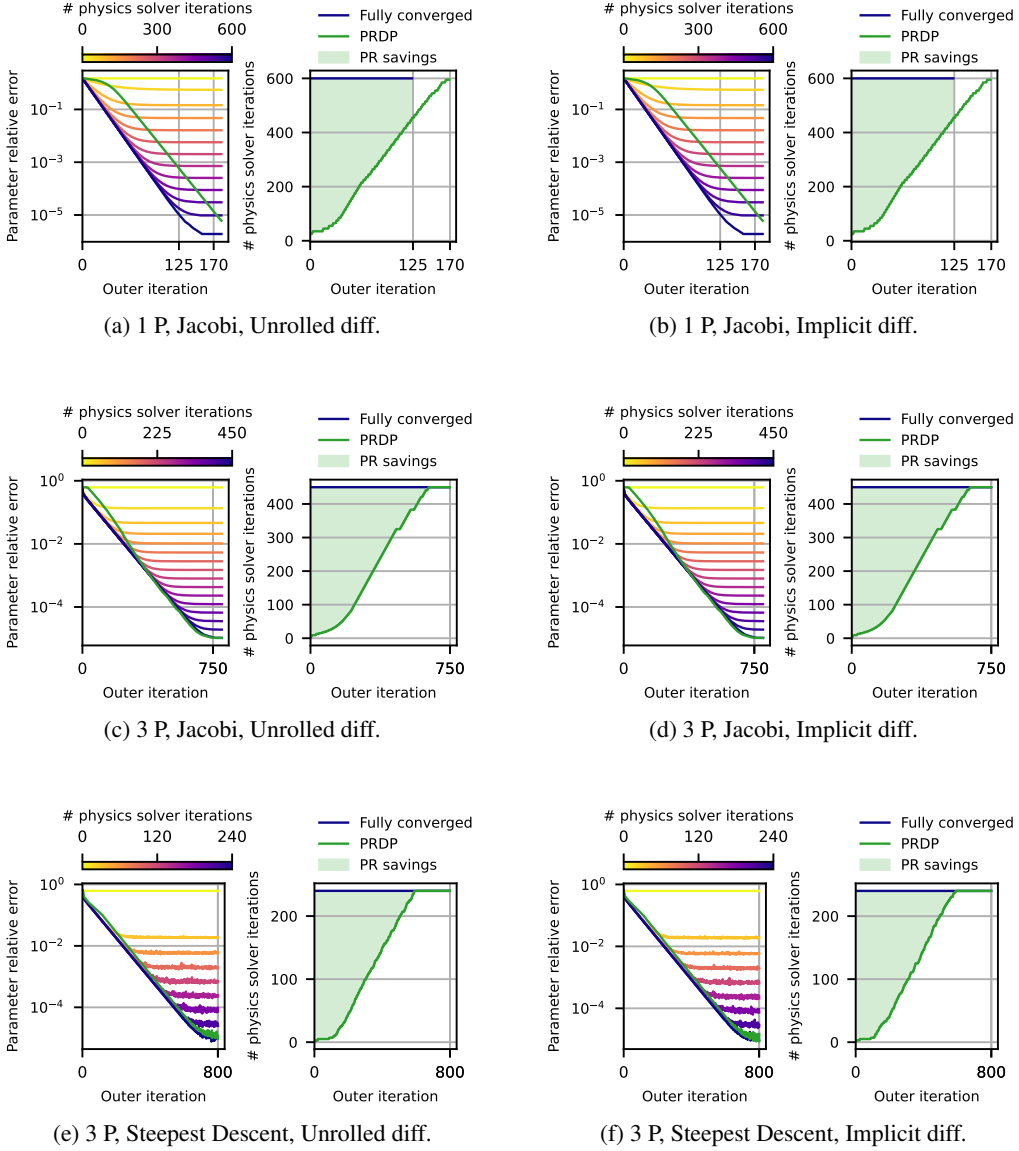 # physics solver iterations
0 300 600
Parameter relative error
10⁻¹
10⁻³
10⁻⁵
0 125 170
Outer iteration
Fully converged
PRDP
PR savings
# physics solver iterations
600
400
200
0
0 125 170
Outer iteration
(a) 1 P, Jacobi, Unrolled diff.
# physics solver iterations
0 300 600
Parameter relative error
10⁻¹
10⁻³
10⁻⁵
0 125 170
Outer iteration
Fully converged
PRDP
PR savings
# physics solver iterations
600
400
200
0
0 125 170
Outer iteration
(b) 1 P, Jacobi, Implicit diff.
# physics solver iterations
0 225 450
Parameter relative error
10⁰
10⁻²
10⁻⁴
0 750
Outer iteration
Fully converged
PRDP
PR savings
# physics solver iterations
400
300
200
100
0
0 750
Outer iteration
(c) 3 P, Jacobi, Unrolled diff.
# physics solver iterations
0 225 450
Parameter relative error
10⁰
10⁻²
10⁻⁴
0 750
Outer iteration
Fully converged
PRDP
PR savings
# physics solver iterations
400
300
200
100
0
0 750
Outer iteration
(d) 3 P, Jacobi, Implicit diff.
# physics solver iterations
0 120 240
Parameter relative error
10⁰
10⁻²
10⁻⁴
0 800
Outer iteration
Fully converged
PRDP
PR savings
# physics solver iterations
200
100
0
0 800
Outer iteration
(e) 3 P, Steepest Descent, Unrolled diff.
# physics solver iterations
0 120 240
Parameter relative error
10⁰
10⁻²
10⁻⁴
0 800
Outer iteration
Fully converged
PRDP
PR savings
# physics solver iterations
200
100
0
0 800
Outer iteration
(f) 3 P, Steepest Descent, Implicit diff.